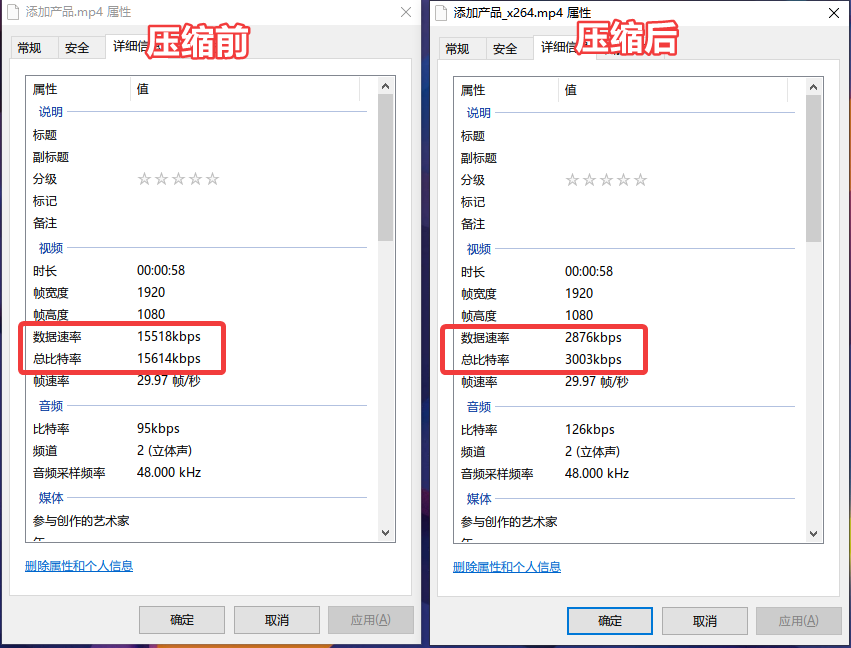 添加产品.mp4 属性
压缩前
常规 安全 详细信
属性 值
说明
标题
副标题
分级 ☆☆☆☆☆
标记
备注
视频
时长 00:00:58
帧宽度 1920
帧高度 1080
数据速率 15518kbps
总比特率 15614kbps
帧速率 29.97 帧/秒
音频
比特率 95kbps
频道 2 (立体声)
音频采样频率 48.000 kHz
媒体
参与创作的艺术家
删除属性和个人信息
确定 取消 应用(A)
添加产品_x264.mp4 属性
压缩后
常规 安全 详细信
属性 值
说明
标题
副标题
分级 ☆☆☆☆☆
标记
备注
视频
时长 00:00:58
帧宽度 1920
帧高度 1080
数据速率 2876kbps
总比特率 3003kbps
帧速率 29.97 帧/秒
音频
比特率 126kbps
频道 2 (立体声)
音频采样频率 48.000 kHz
媒体
参与创作的艺术家
删除属性和个人信息
确定 取消 应用(A)